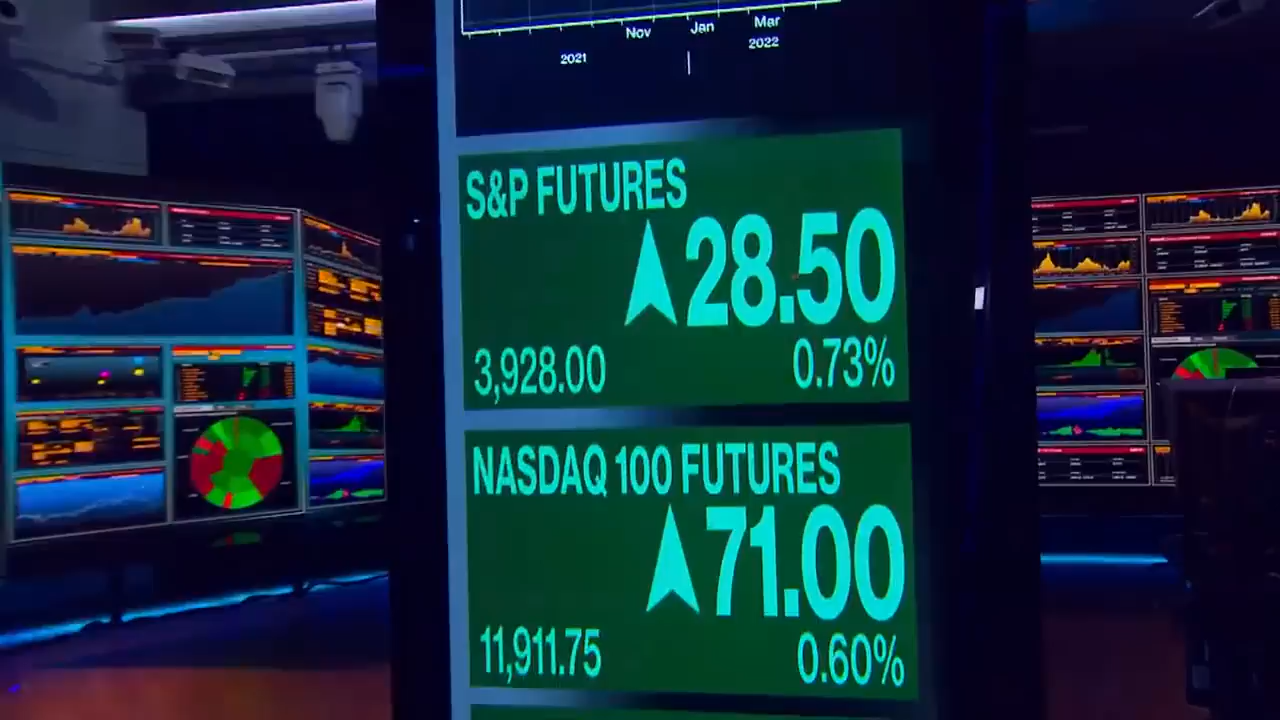 Nov Jan Mar
2021 2022
S&P FUTURES
28.50
3,928.00 0.73%
NASDAQ 100 FUTURES
71.00
11,911.75 0.60%